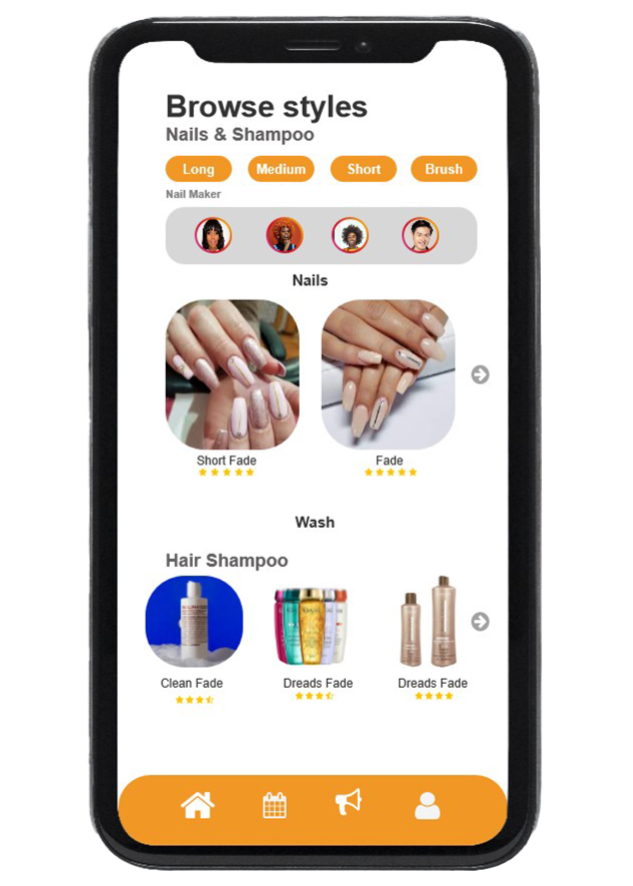 Browse styles
Nails & Shampoo
Long Medium Short Brush
Nail Maker
Nails
Short Fade Fade
Wash
Hair Shampoo
Clean Fade Dreads Fade Dreads Fade